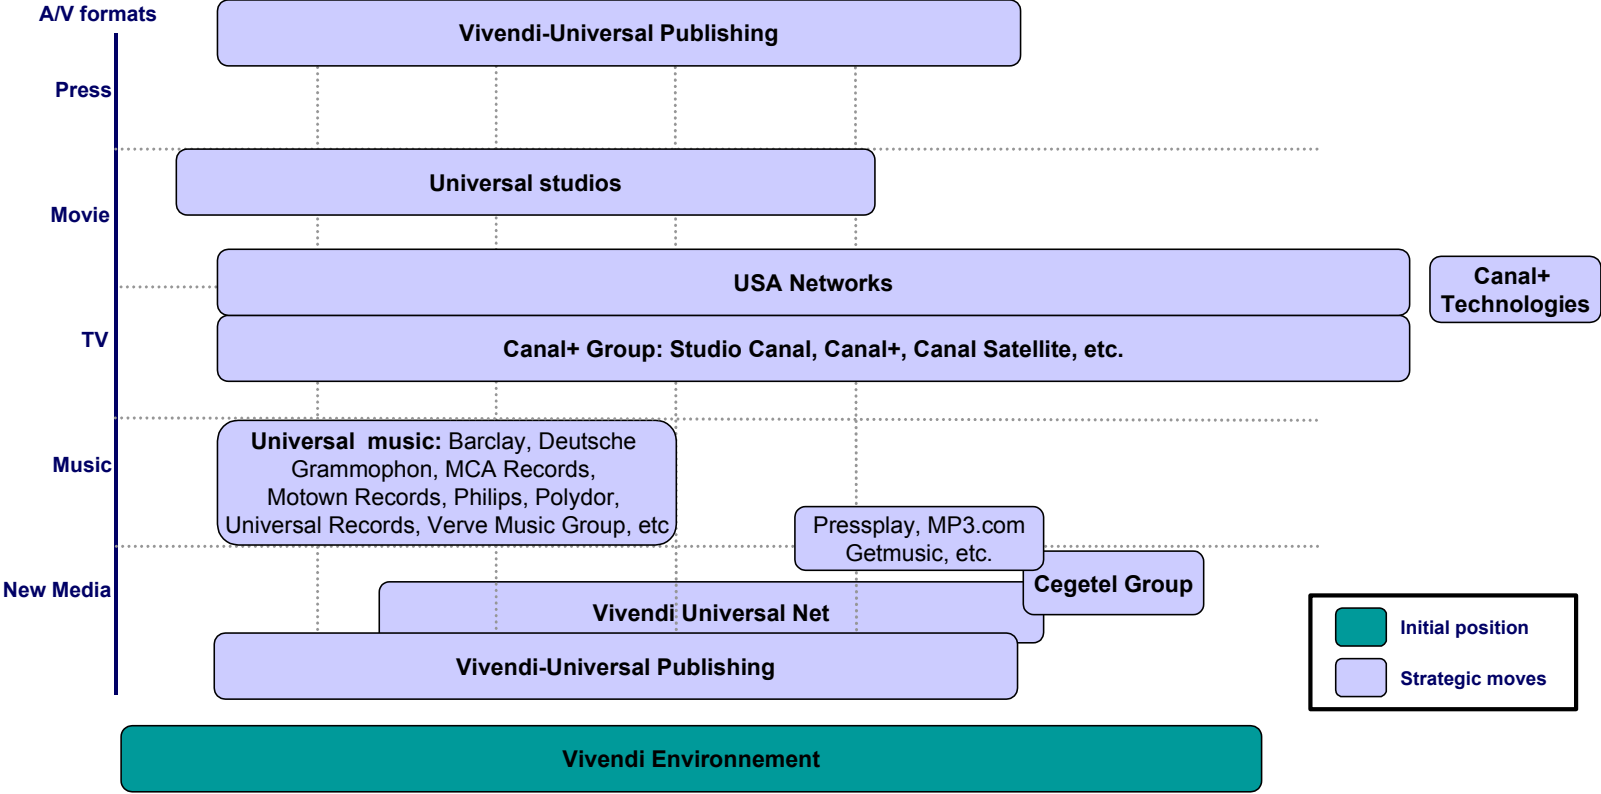 A/V formats
Vivendi-Universal Publishing
Press
Universal studios
Movie
USA Networks
Canal+
Technologies
TV
Canal+ Group: Studio Canal, Canal+, Canal Satellite, etc.
Universal music: Barclay, Deutsche
Grammophon, MCA Records,
Motown Records, Philips, Polydor,
Universal Records, Verve Music Group, etc
Music
Pressplay, MP3.com
Getmusic, etc.
New Media
Cegetel Group
Vivendi Universal Net
Vivendi-Universal Publishing
Initial position
Strategic moves
Vivendi Environnement